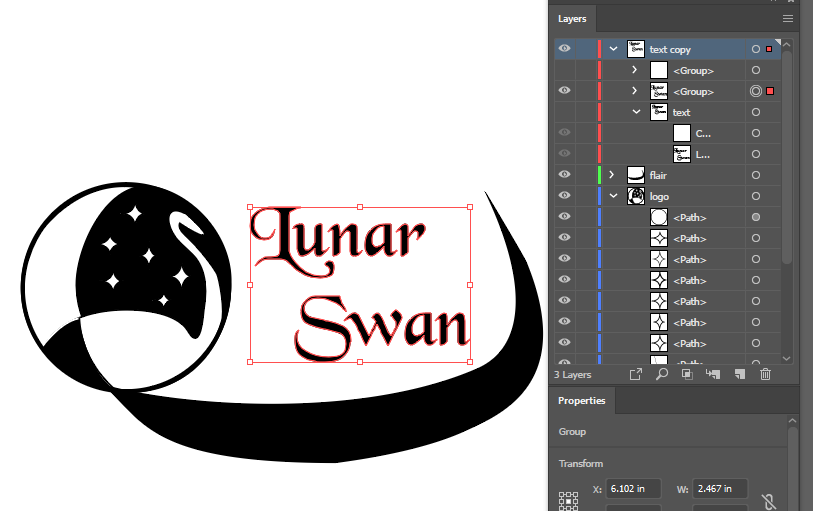 Lunar
Swan
Layers
text copy
<Group>
<Group>
text
C...
L...
flair
logo
<Path>
<Path>
<Path>
<Path>
<Path>
<Path>
<Path>
<Path>
3 Layers
Properties
Group
Transform
X: 6.102 in W: 2.467 in